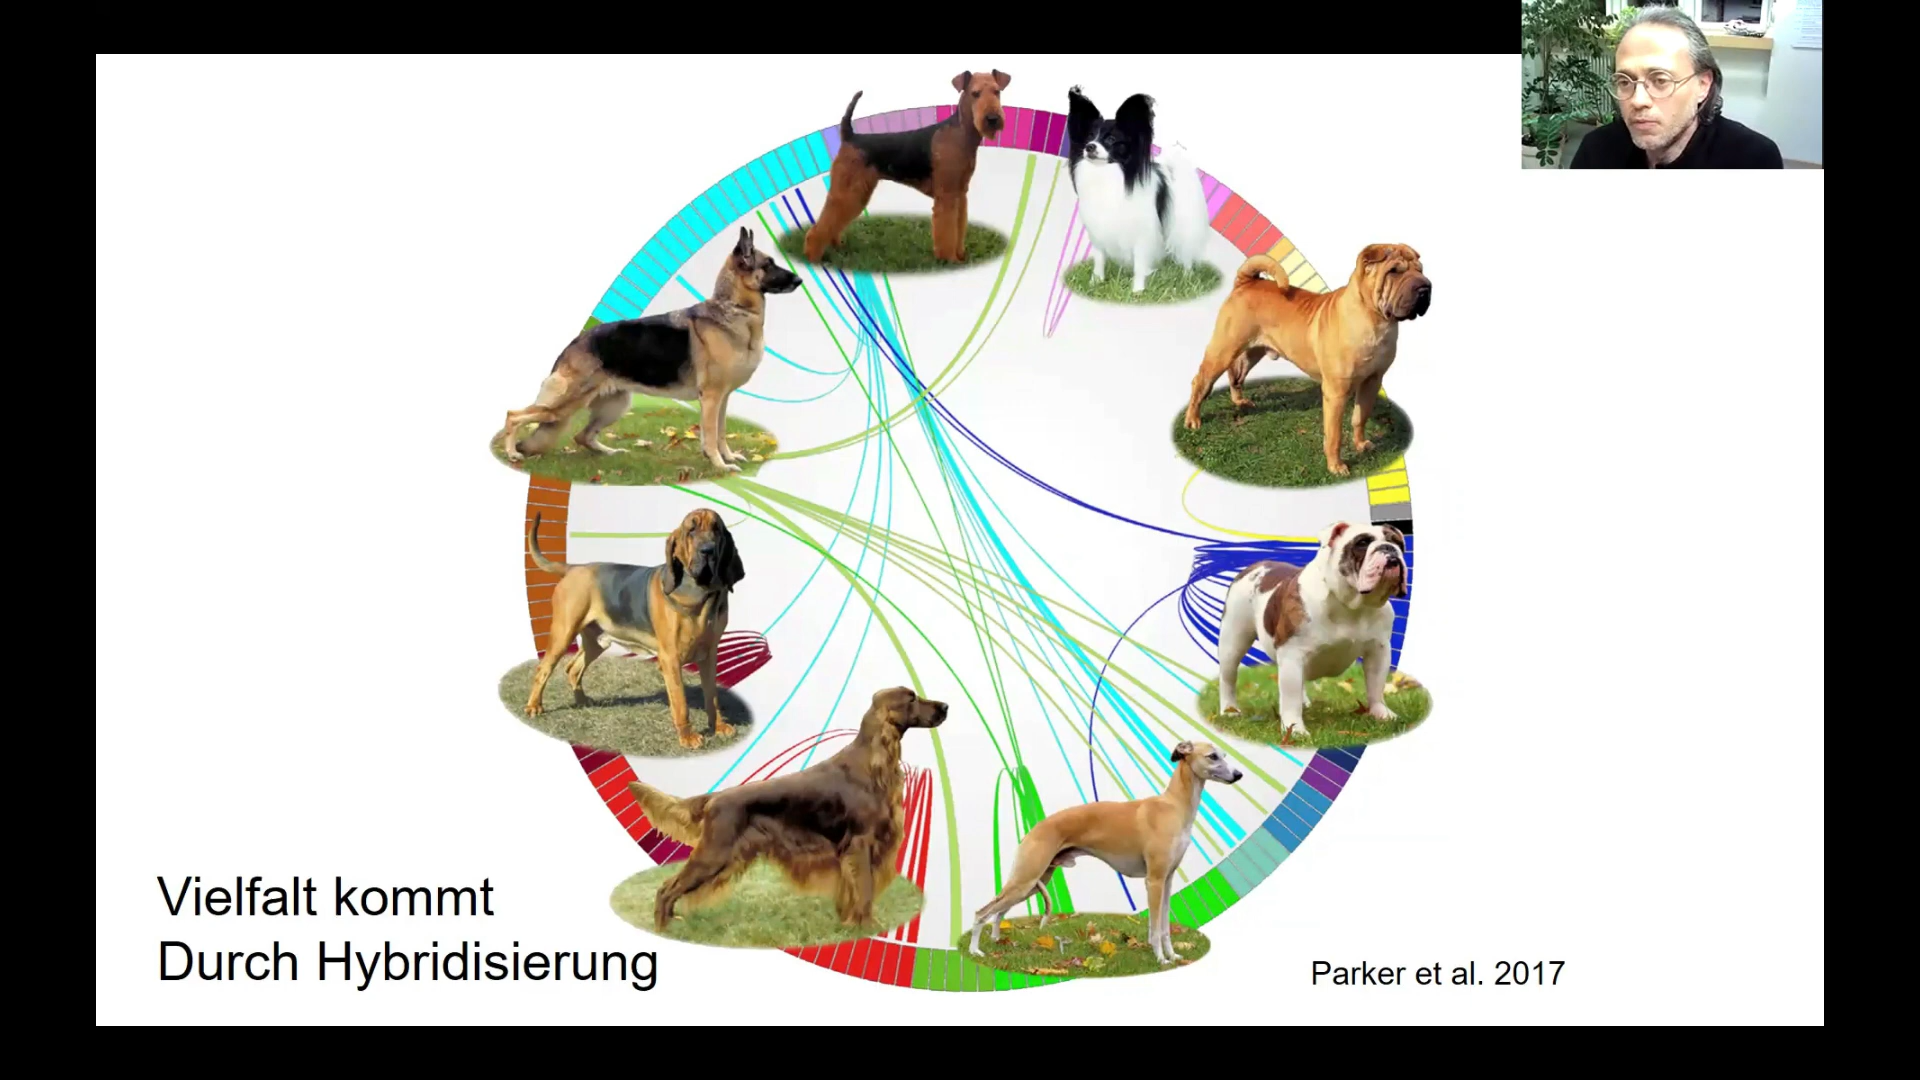 Vielfalt kommt
Durch Hybridisierung
Parker et al. 2017